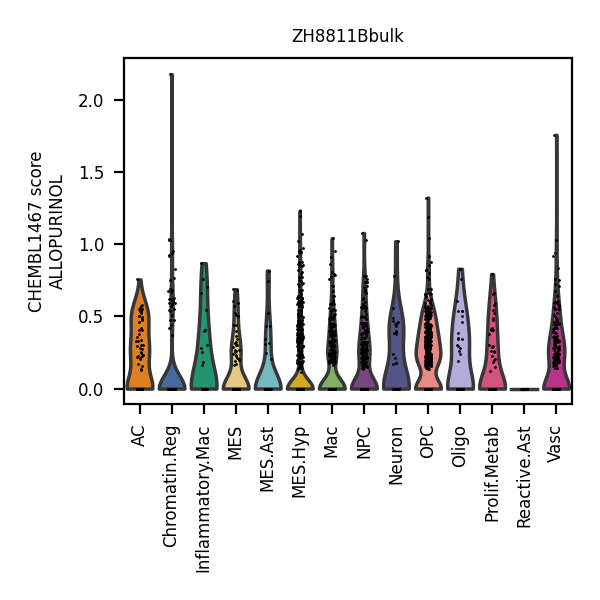 ZH8811Bbulk
CHEMBL1467 score
ALLOPURINOL
2.0
1.5
1.0
0.5
0.0
AC
Chromatin.Reg
Inflammatory.Mac
MES
MES.Ast
MES.Hyp
Mac
NPC
Neuron
OPC
Oligo
Prolif.Metab
Reactive.Ast
Vasc